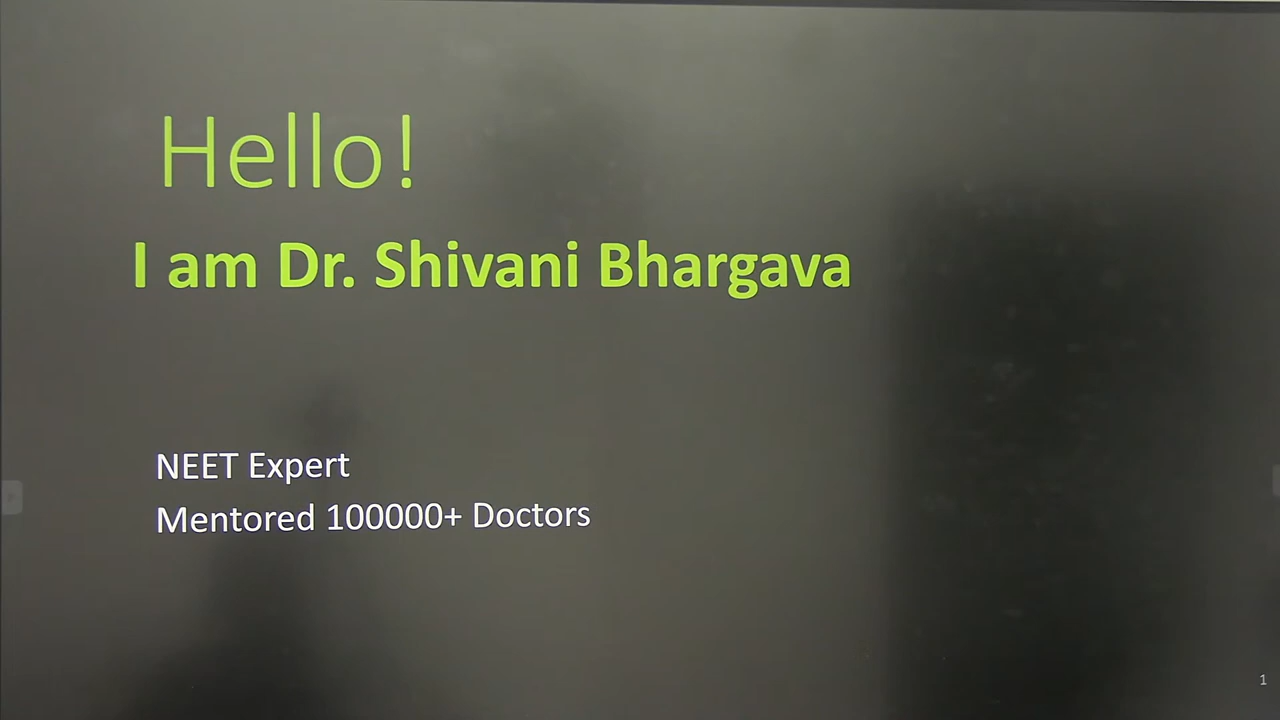 Hello!
I am Dr. Shivani Bhargava
NEET Expert
Mentored 100000+ Doctors
1